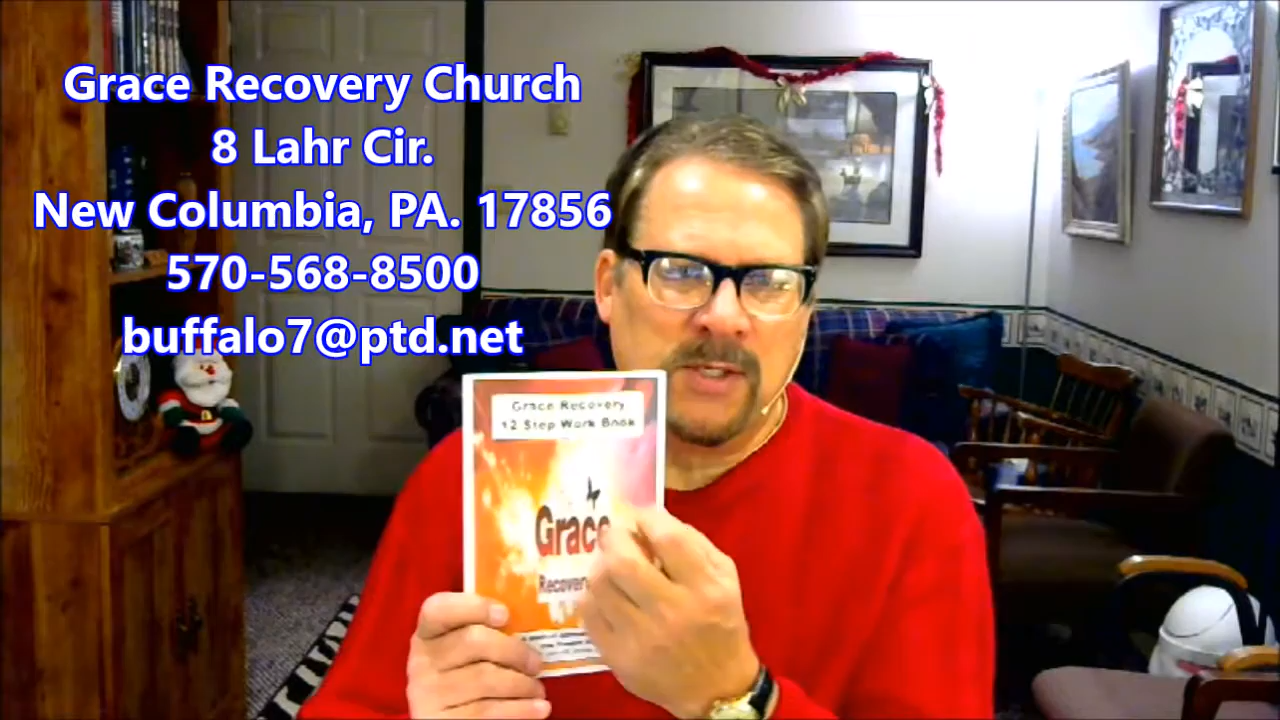 Grace Recovery Church
8 Lahr Cir.
New Columbia, PA. 17856
570-568-8500
buffalo7@ptd.net
Grace Recovery
12 Step Work Book
Grace
Recovery